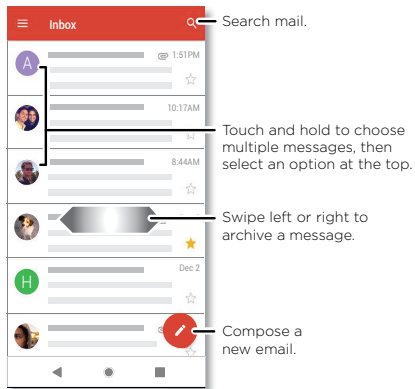 Inbox
Search mail.
A
1:51PM
10:17AM
Touch and hold to choose
multiple messages, then
select an option at the top.
8:44AM
Swipe left or right to
archive a message.
H
Dec 2
Compose a
new email.